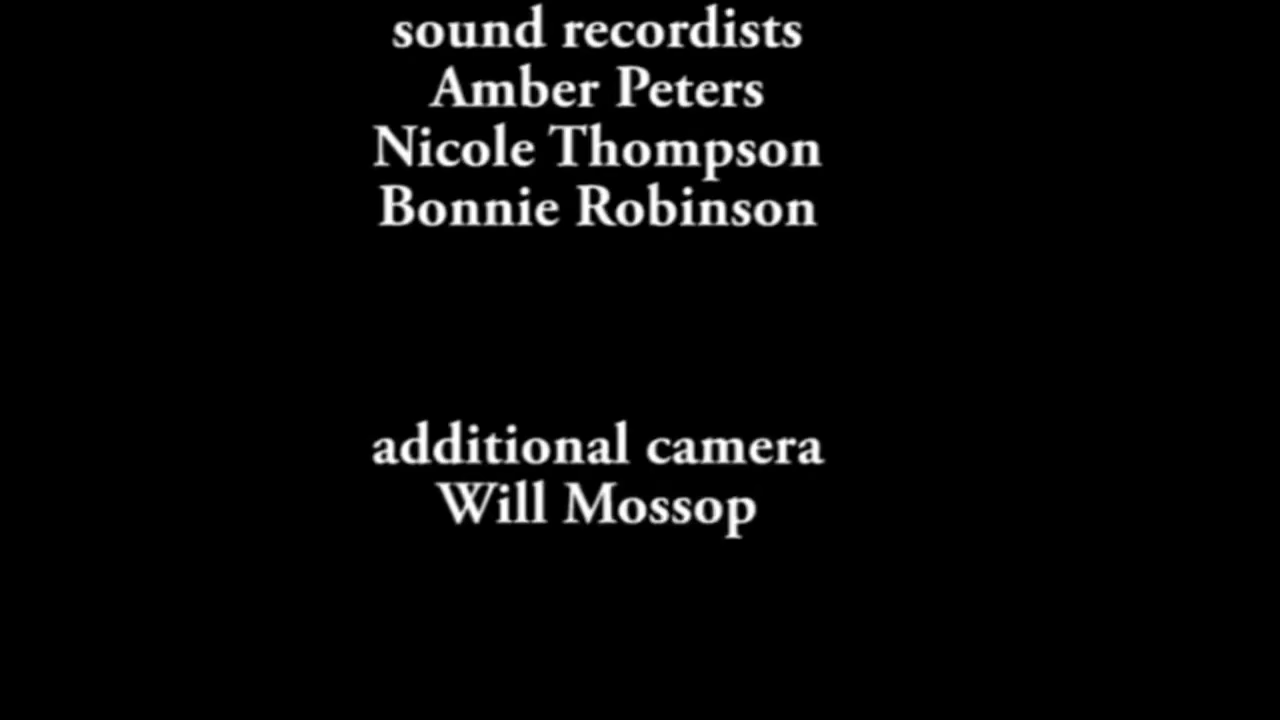 sound recordists
Amber Peters
Nicole Thompson
Bonnie Robinson
additional camera
Will Mossop